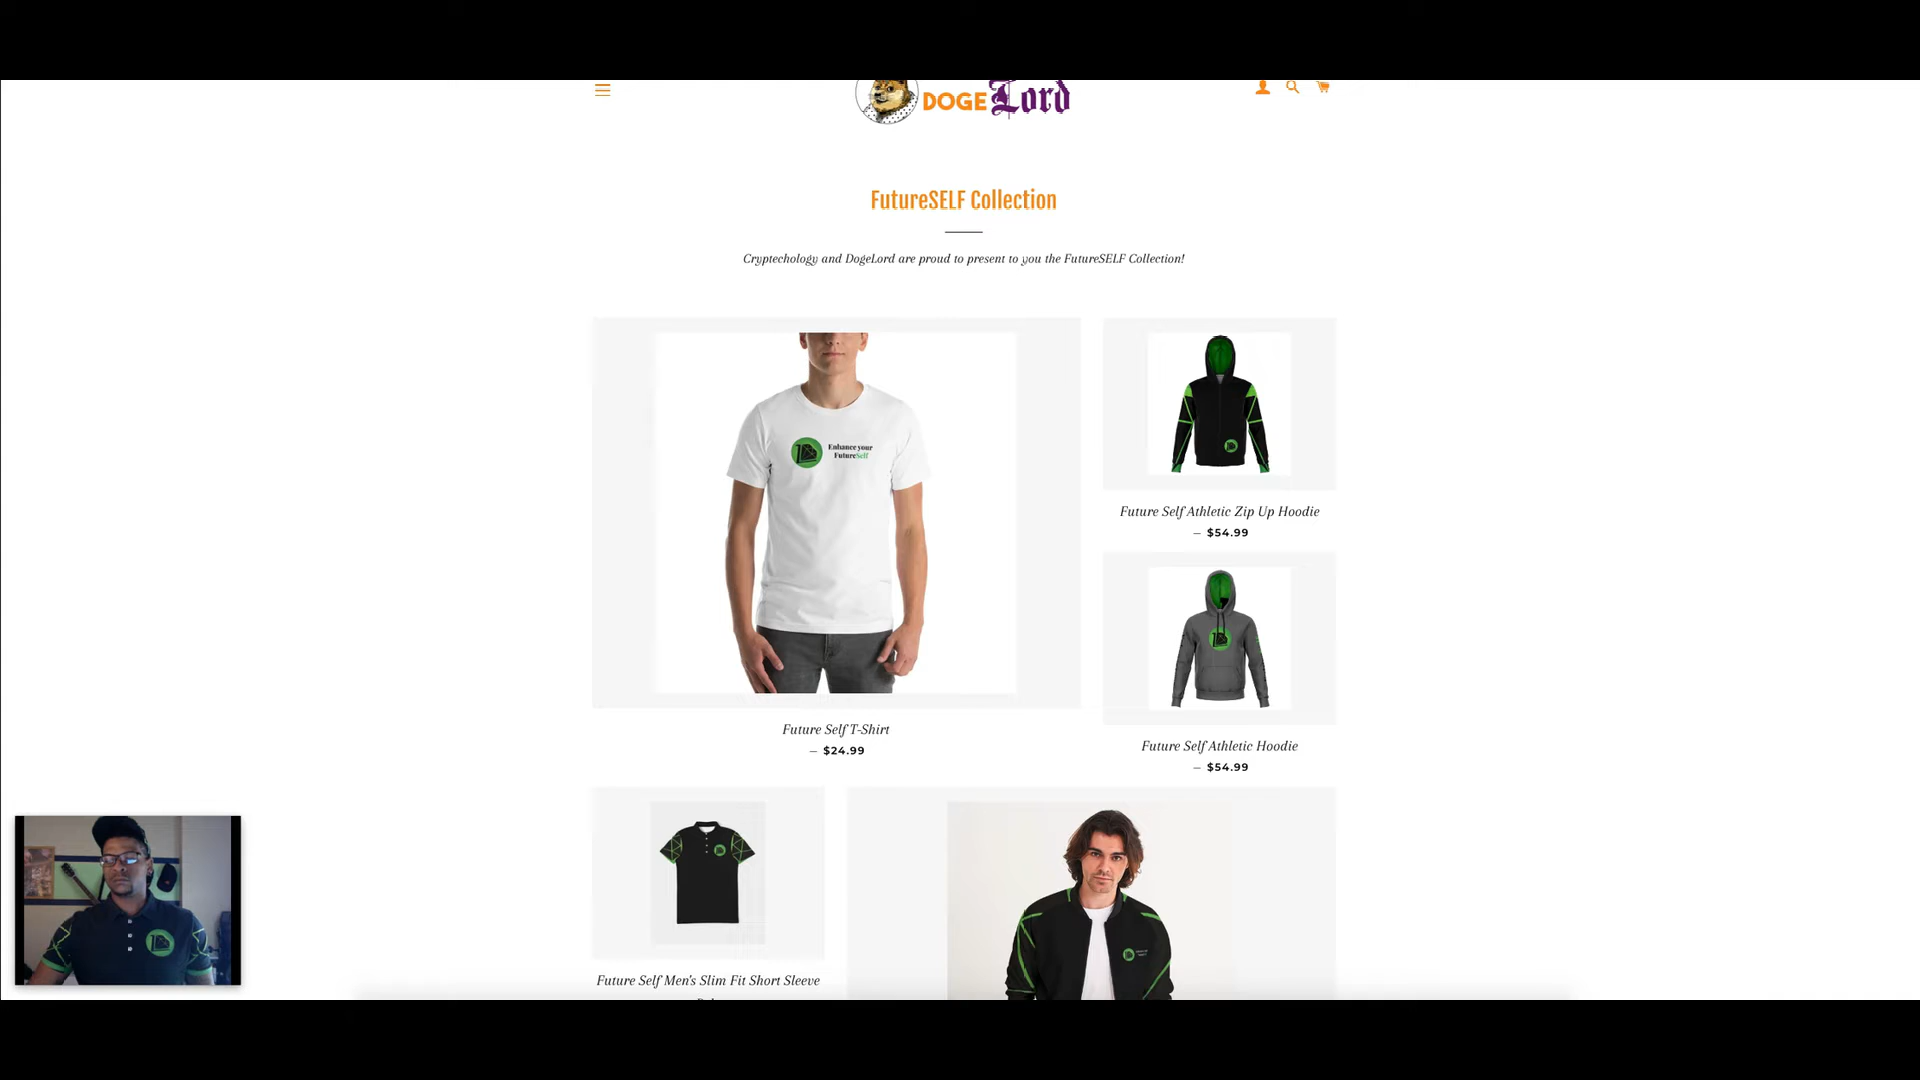 DOGE Lord
FutureSELF Collection
Cryptechology and DogeLord are proud to present to you the FutureSELF Collection!
Enhance your
FutureSelf
Future Self Athletic Zip Up Hoodie
— $54.99
Future Self T-Shirt
— $24.99
Future Self Athletic Hoodie
— $54.99
Future Self Men's Slim Fit Short Sleeve